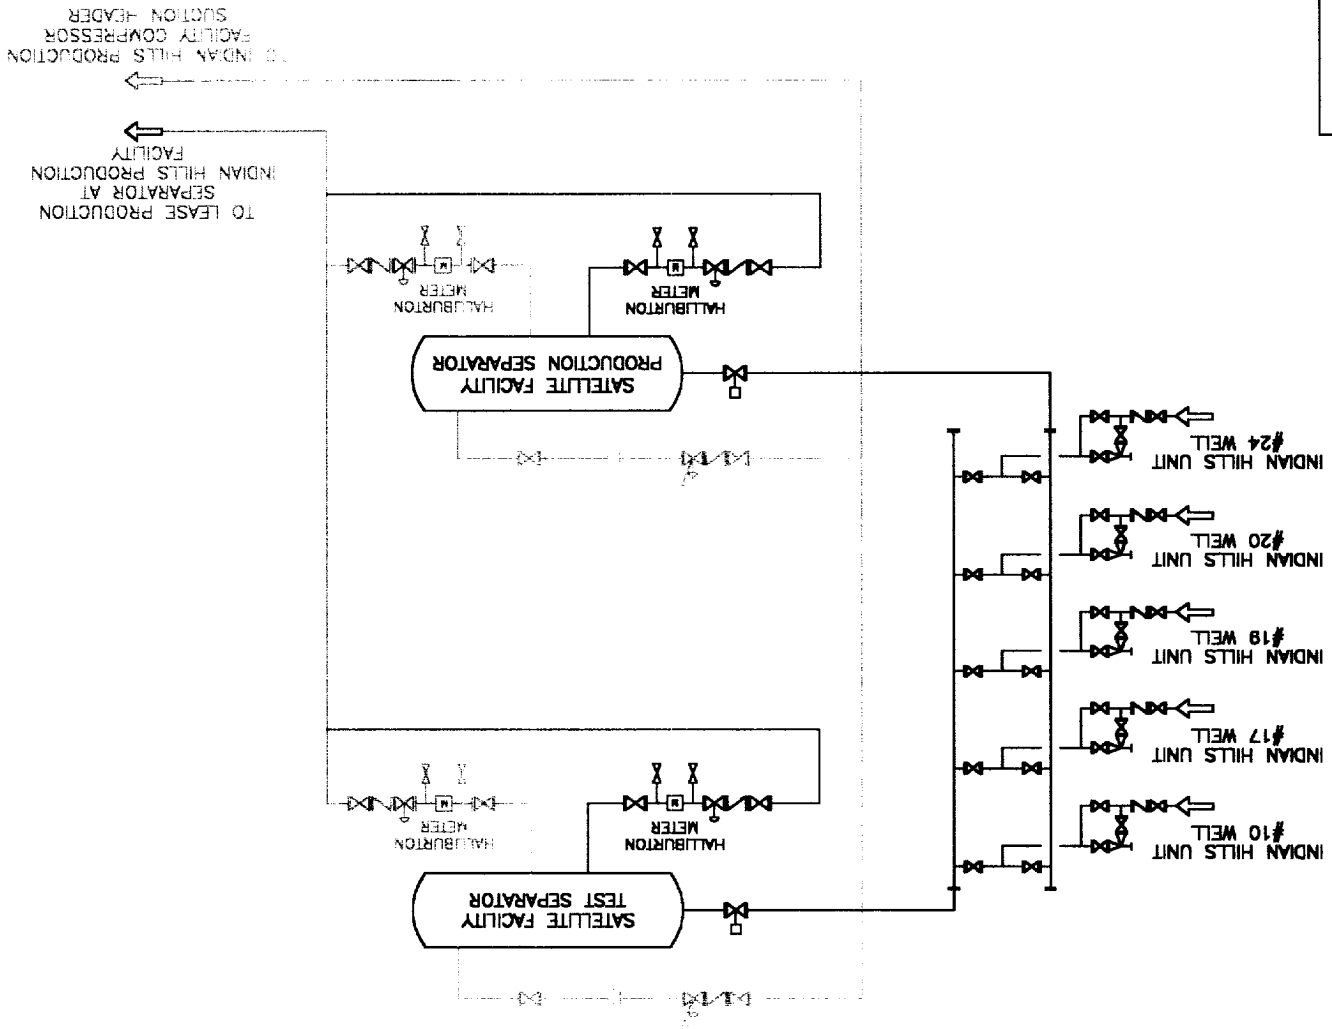 INDIAN HILLS UNIT
#10 WELL
INDIAN HILLS UNIT
#17 WELL
INDIAN HILLS UNIT
#19 WELL
INDIAN HILLS UNIT
#20 WELL
INDIAN HILLS UNIT
#24 WELL
SATELLITE FACILITY
TEST SEPARATOR
HALLIBURTON
METER
M
HALLIBURTON
METER
M
SATELLITE FACILITY
PRODUCTION SEPARATOR
HALLIBURTON
METER
M
HALLIBURTON
METER
M
TO LEASE PRODUCTION
SEPARATOR AT
INDIAN HILLS PRODUCTION
FACILITY
TO INDIAN HILLS PRODUCTION
FACILITY COMPRESSOR
SUCTION HEADER